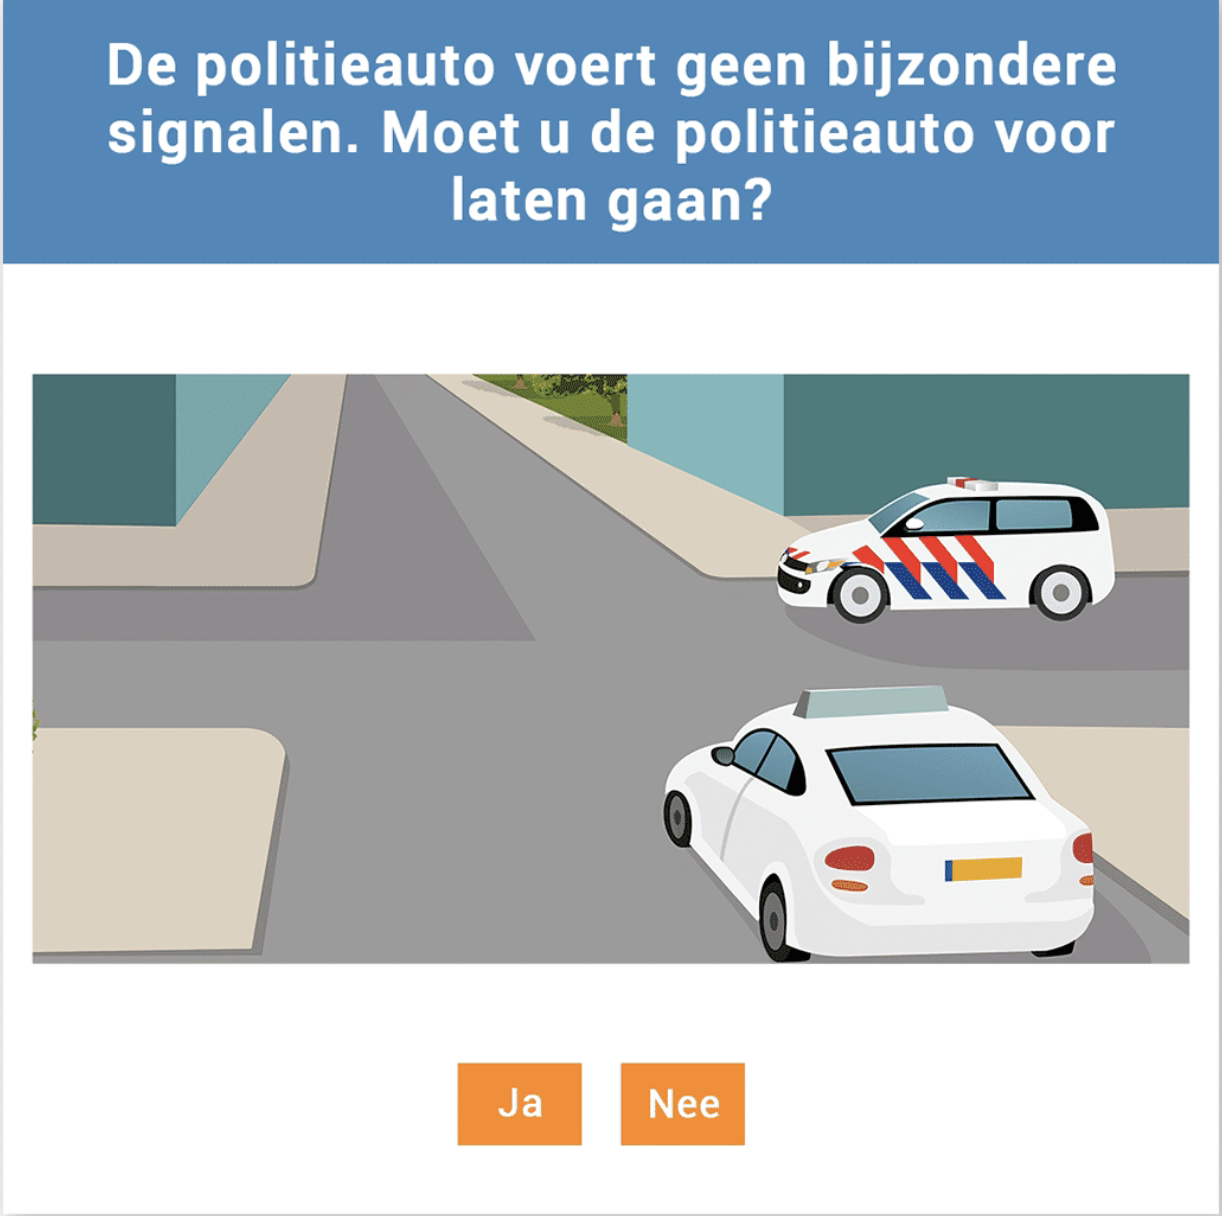 De politieauto voert geen bijzondere
signalen. Moet u de politieauto voor
laten gaan?
Ja
Nee